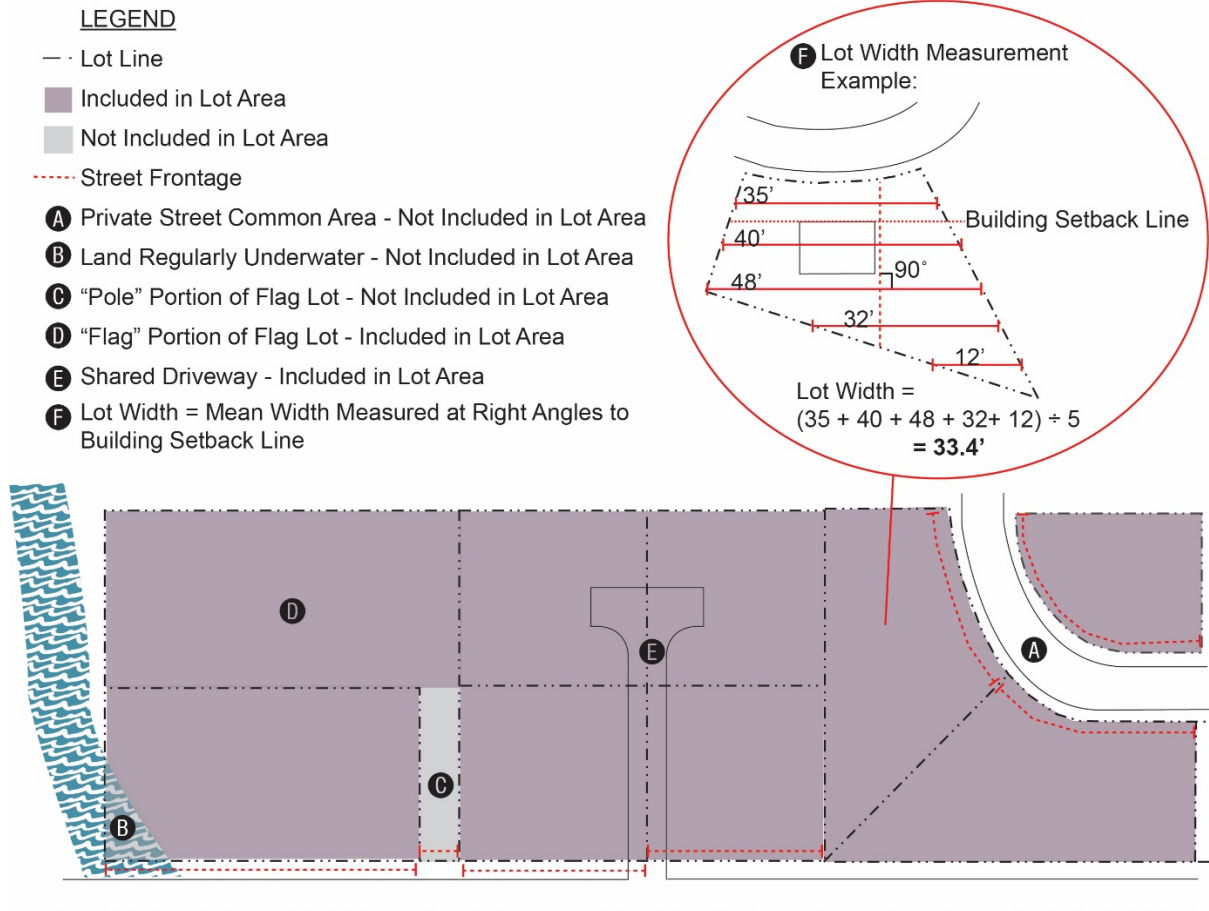 LEGEND
Lot Line
Included in Lot Area
Not Included in Lot Area
Street Frontage
A Private Street Common Area - Not Included in Lot Area
B Land Regularly Underwater - Not Included in Lot Area
C “Pole” Portion of Flag Lot - Not Included in Lot Area
D “Flag” Portion of Flag Lot - Included in Lot Area
E Shared Driveway - Included in Lot Area
F Lot Width = Mean Width Measured at Right Angles to
Building Setback Line
F Lot Width Measurement
Example:
35’
Building Setback Line
40’
90˚
48’
32’
12’
Lot Width =
(35 + 40 + 48 + 32+ 12) ÷ 5
= 33.4’
D
E
A
C
B